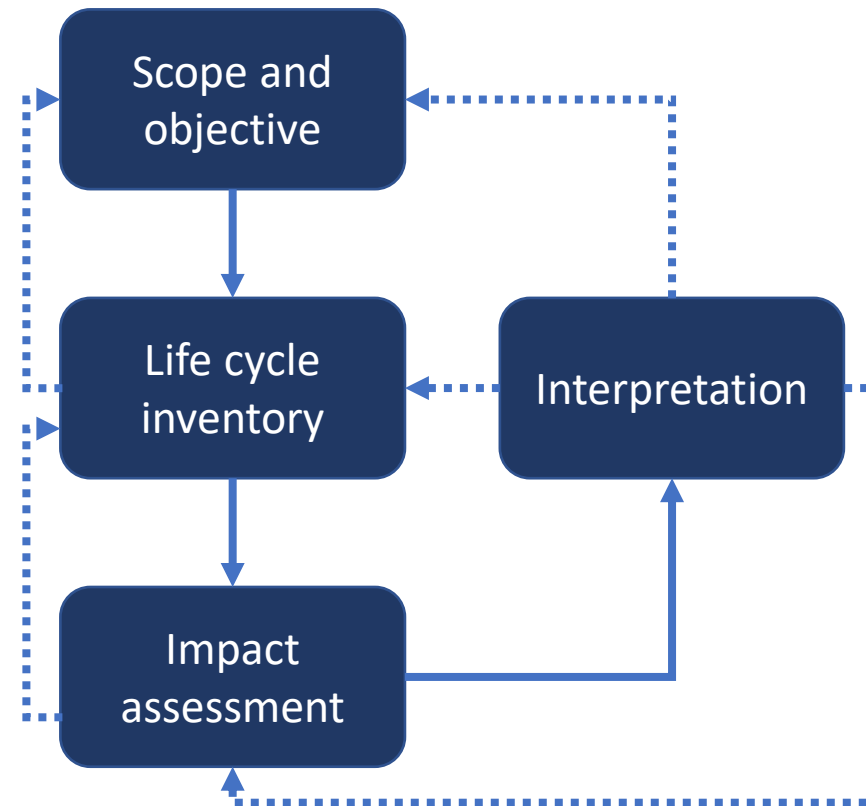 Scope and
objective
Life cycle
inventory
Interpretation
Impact
assessment